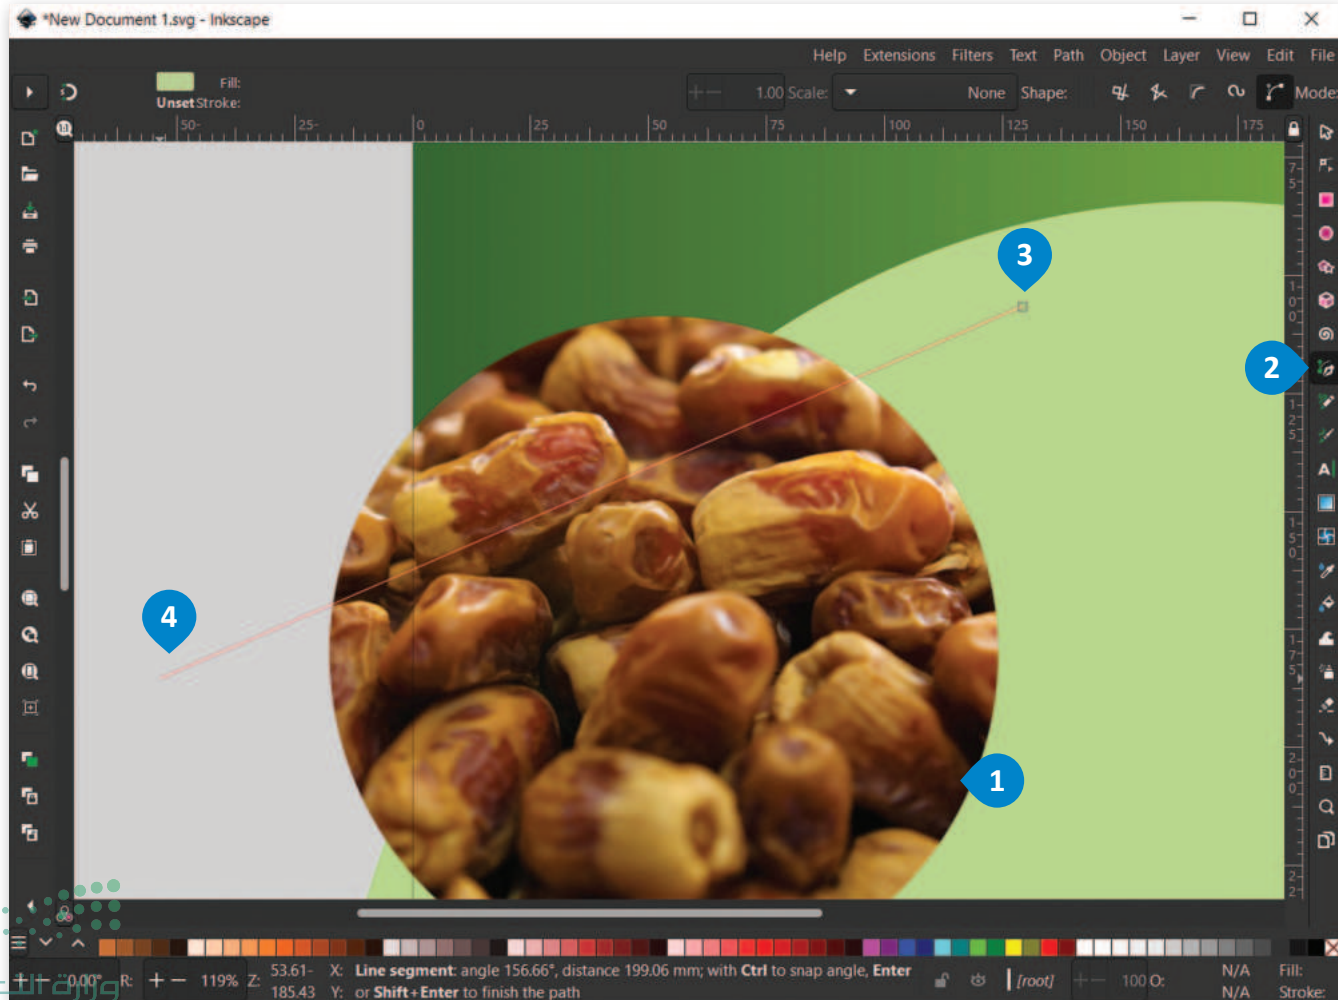 *New Document 1.svg - Inkscape
Help Extensions Filters Text Path Object Layer View Edit File
Fill:
Unset Stroke:
1.00 Scale: None Shape: Mode:
50- 25- 0 25 50 75 100 125 150 175
3
2
4
1
0.00° R: 119% Z:
53.61- X: Line segment: angle 156.66°, distance 199.06 mm; with Ctrl to snap angle, Enter
185.43 Y: or Shift+Enter to finish the path
[root] 100 O:
N/A Fill:
N/A Stroke: